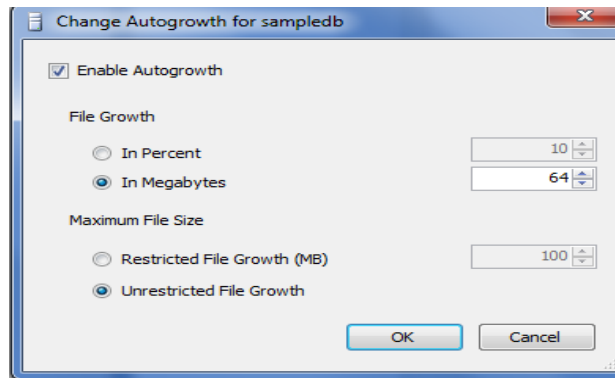 Change Autogrowth for sampledb
Enable Autogrowth
File Growth
In Percent 10
In Megabytes 64
Maximum File Size
Restricted File Growth (MB) 100
Unrestricted File Growth
OK Cancel